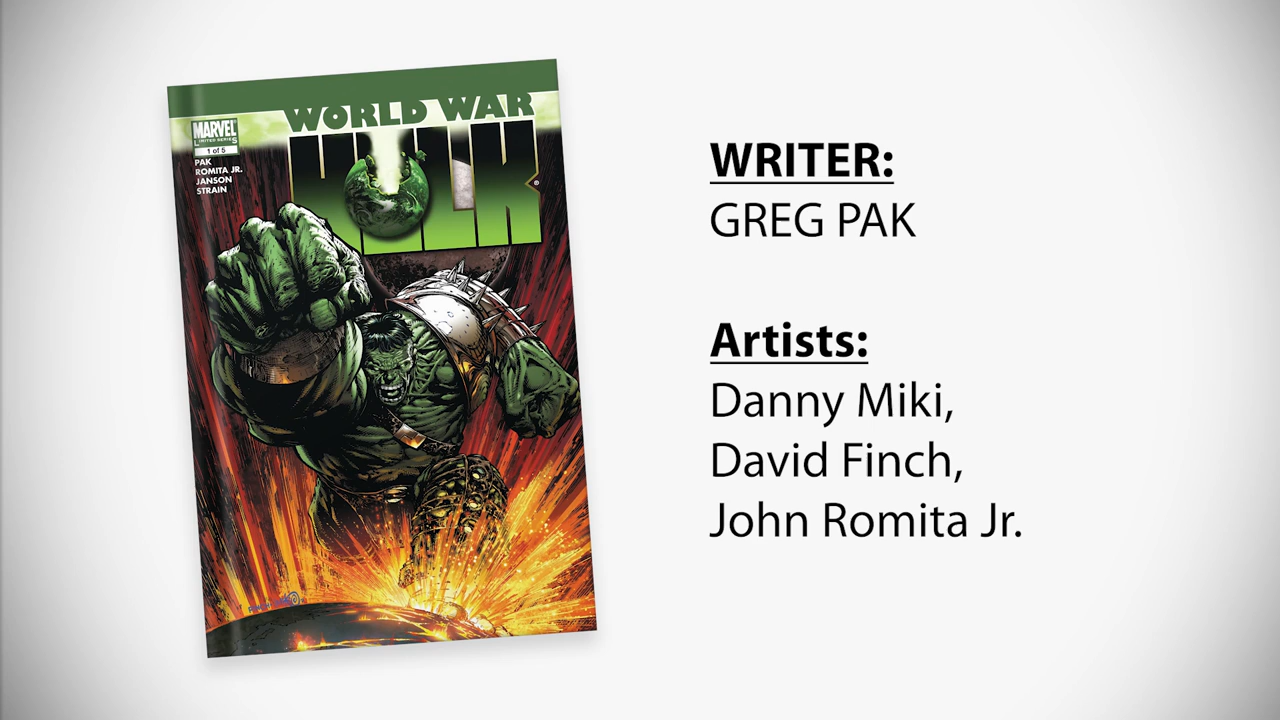 WORLD WAR
HULK
MARVEL
LIMITED SERIES
1 of 5
PAK
ROMITA JR.
JANSON
STRAIN
WRITER:
GREG PAK
Artists:
Danny Miki,
David Finch,
John Romita Jr.